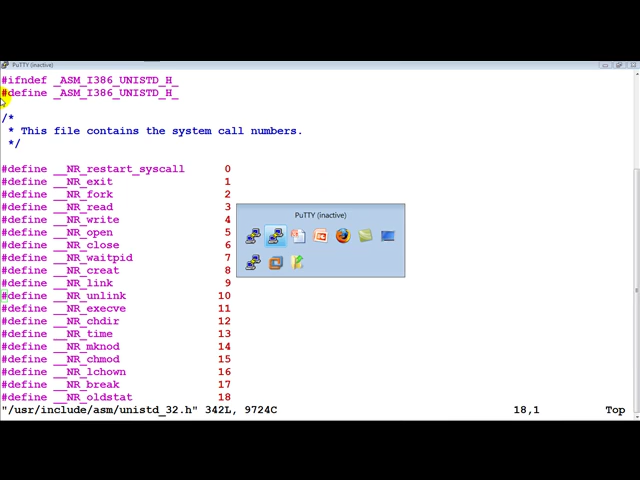 PuTTY (inactive)
#ifndef _ASM_I386_UNISTD_H_
#define _ASM_I386_UNISTD_H_
/*
* This file contains the system call numbers.
*/
#define __NR_restart_syscall 0
#define __NR_exit 1
#define __NR_fork 2
#define __NR_read 3
#define __NR_write 4
#define __NR_open 5
#define __NR_close 6
#define __NR_waitpid 7
#define __NR_creat 8
#define __NR_link 9
#define __NR_unlink 10
#define __NR_execve 11
#define __NR_chdir 12
#define __NR_time 13
#define __NR_mknod 14
#define __NR_chmod 15
#define __NR_lchown 16
#define __NR_break 17
#define __NR_oldstat 18
"/usr/include/asm/unistd_32.h" 342L, 9724C 18,1 Top
PuTTY (inactive)